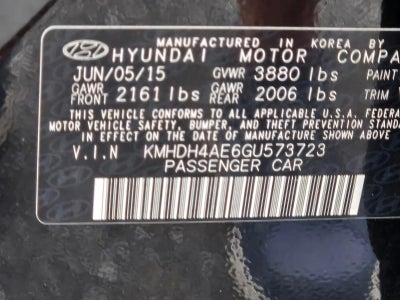 MANUFACTURED IN KOREA BY
HYUNDAI MOTOR COMPA
JUN/05/15 GVWR 3880 lbs PAINT
GAWR FRONT 2161 lbs GAWR REAR 2006 lbs TRIM
THIS VEHICLE CONFORMS TO ALL APPLICABLE U.S.A. FEDERAL
MOTOR VEHICLE SAFETY, BUMPER, AND THEFT PREVENTION STANDA
IN EFFECT ON THE DATE OF MANUFACTURE SHOWN ABOVE.
V.I.N KMHDH4AE6GU573723
PASSENGER CAR